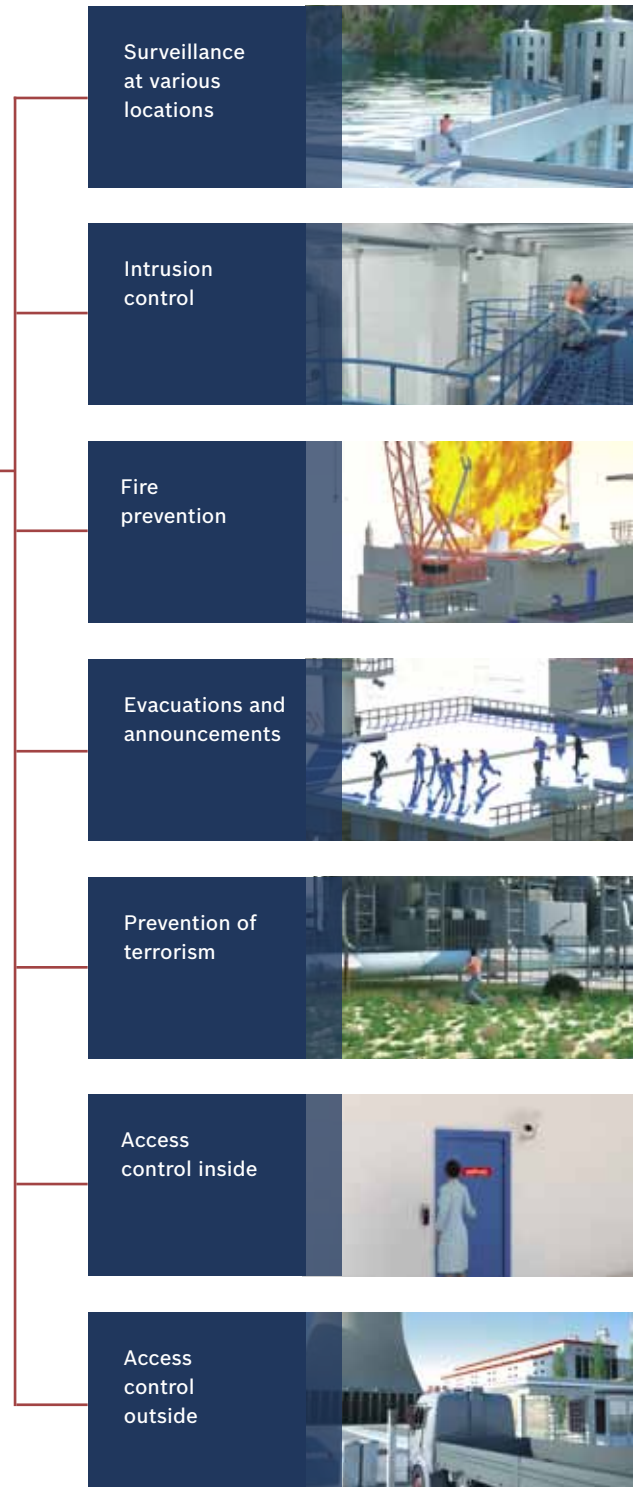 Surveillance
at various
locations
Intrusion
control
Fire
prevention
Evacuations and
announcements
Prevention of
terrorism
Access
control inside
Access
control
outside